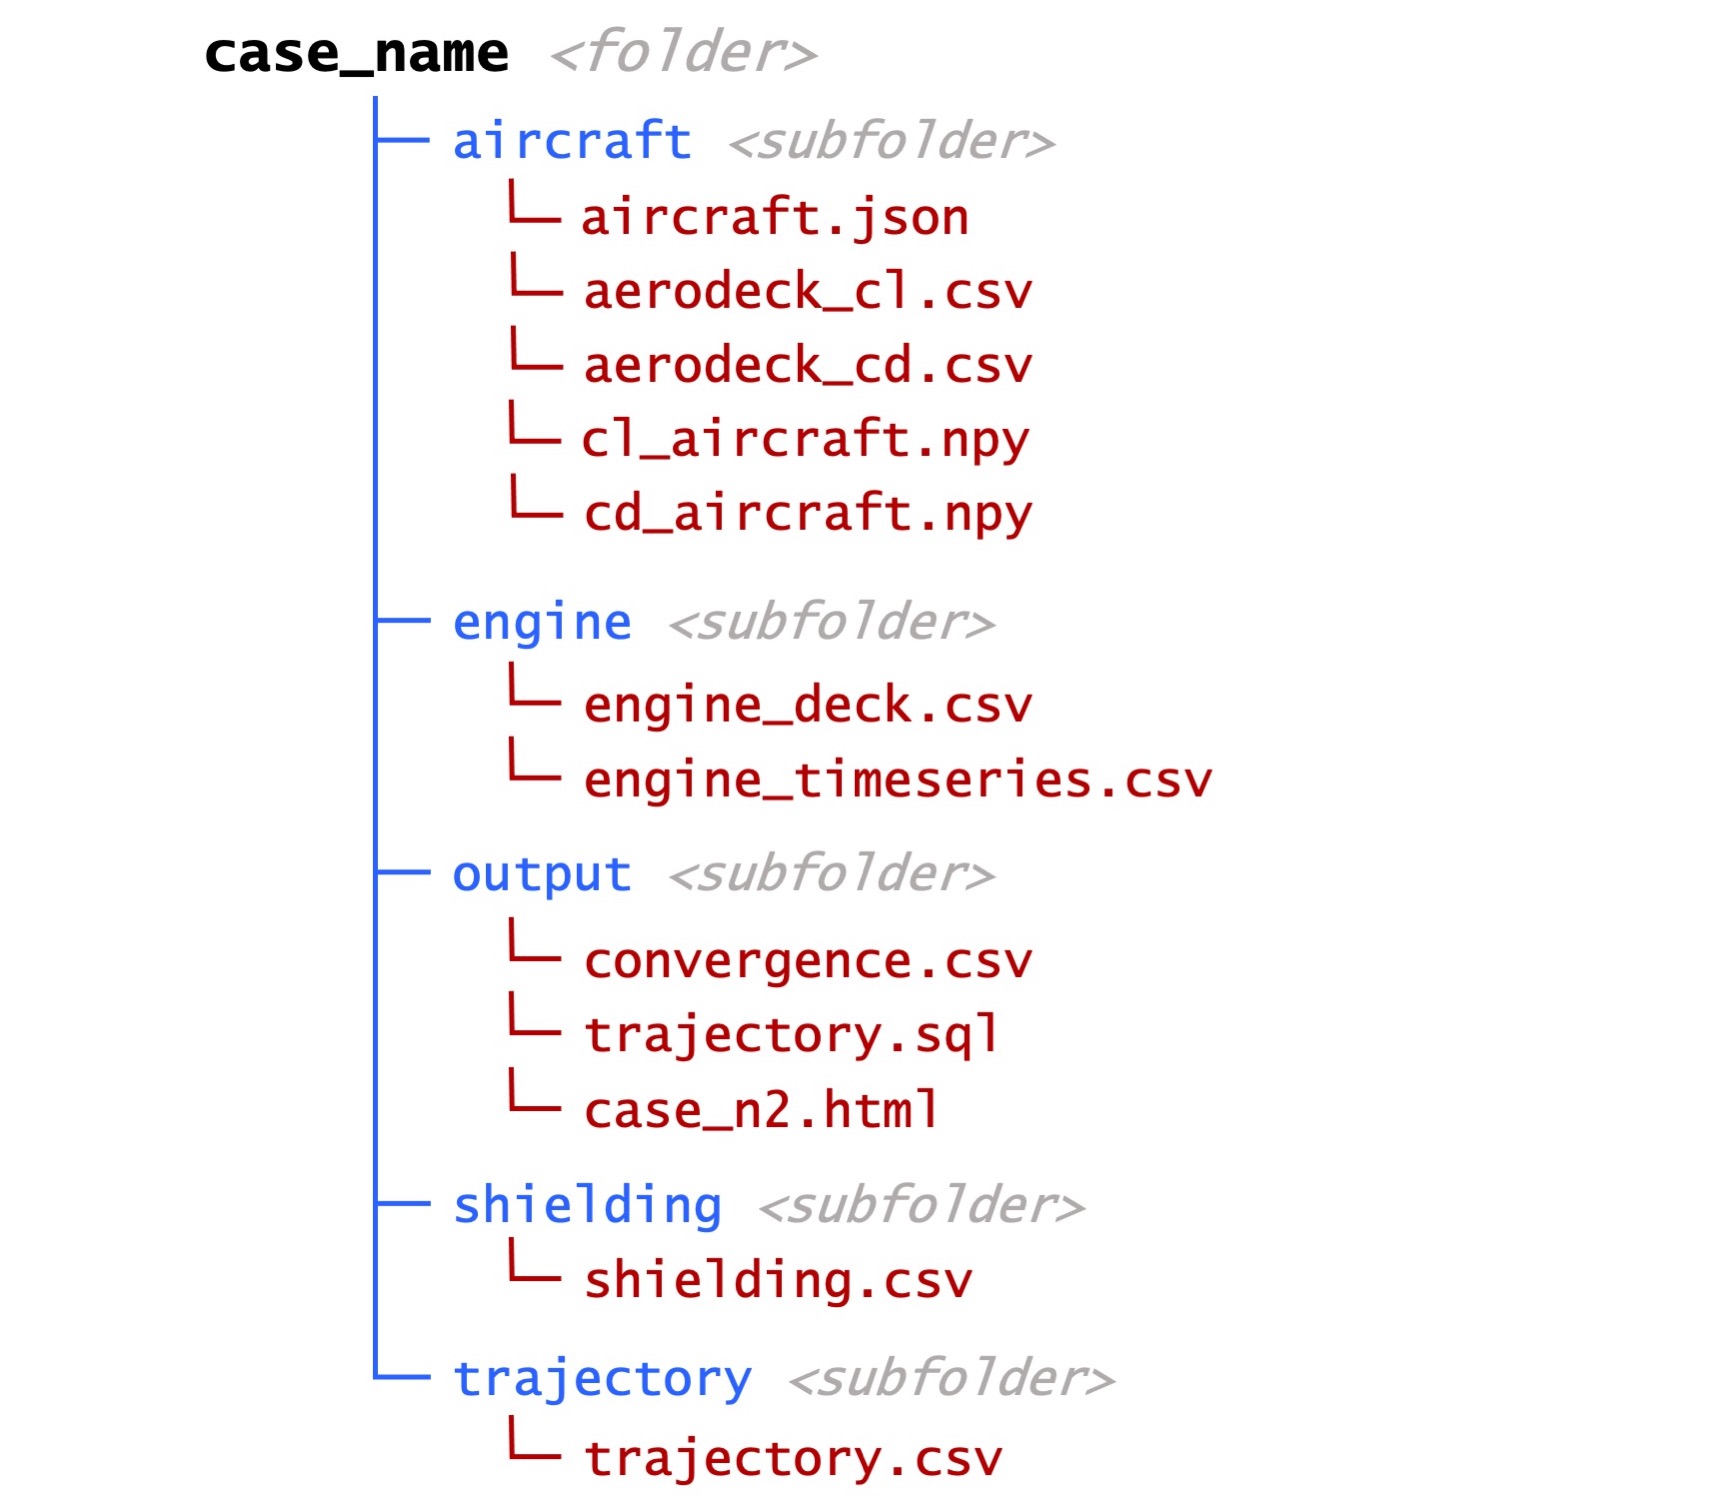 case_name <folder>
aircraft <subfolder>
aircraft.json
aerodeck_cl.csv
aerodeck_cd.csv
cl_aircraft.npy
cd_aircraft.npy
engine <subfolder>
engine_deck.csv
engine_timeseries.csv
output <subfolder>
convergence.csv
trajectory.sql
case_n2.html
shielding <subfolder>
shielding.csv
trajectory <subfolder>
trajectory.csv